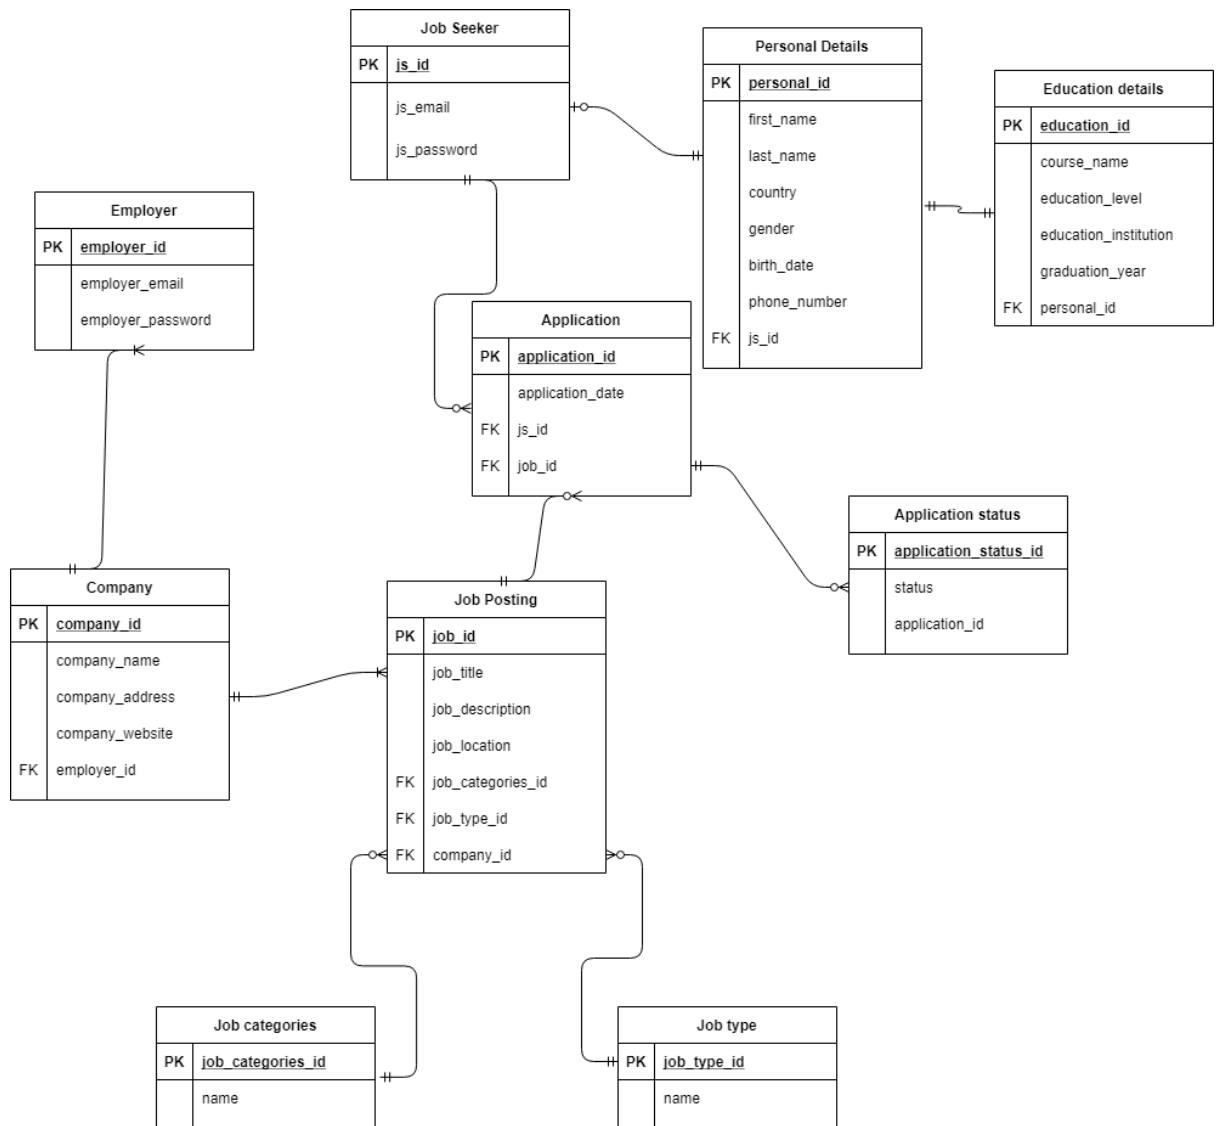 Job Seeker
PK js_id
js_email
js_password
Personal Details
PK personal_id
first_name
last_name
country
gender
birth_date
phone_number
FK js_id
Education details
PK education_id
course_name
education_level
education_institution
graduation_year
FK personal_id
Employer
PK employer_id
employer_email
employer_password
Application
PK application_id
application_date
FK js_id
FK job_id
Application status
PK application_status_id
status
application_id
Company
PK company_id
company_name
company_address
company_website
FK employer_id
Job Posting
PK job_id
job_title
job_description
job_location
FK job_categories_id
FK job_type_id
FK company_id
Job categories
PK job_categories_id
name
Job type
PK job_type_id
name